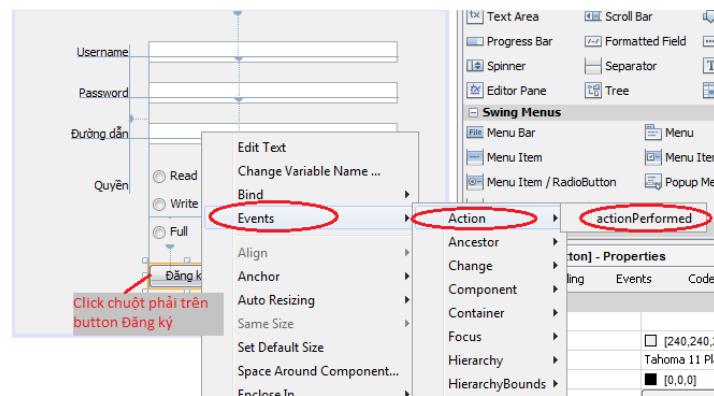 Username
Password
Đường dẫn
Quyền
Read
Write
Full
Đăng k
Click chuột phải trên
button Đăng ký
Edit Text
Change Variable Name ...
Bind
Events
Align
Anchor
Auto Resizing
Same Size
Set Default Size
Space Around Component...
Enclose In
Action
Ancestor
Change
Component
Container
Focus
Hierarchy
HierarchyBounds
actionPerformed
Text Area
Scroll Bar
Progress Bar
Formatted Field
Spinner
Separator
Editor Pane
Tree
Swing Menus
Menu Bar
Menu
Menu Item
Menu Iter
Menu Item / RadioButton
Popup Me
ton] - Properties
ling
Events
Code
[240,240,
Tahoma 11 Pl
[0,0,0]